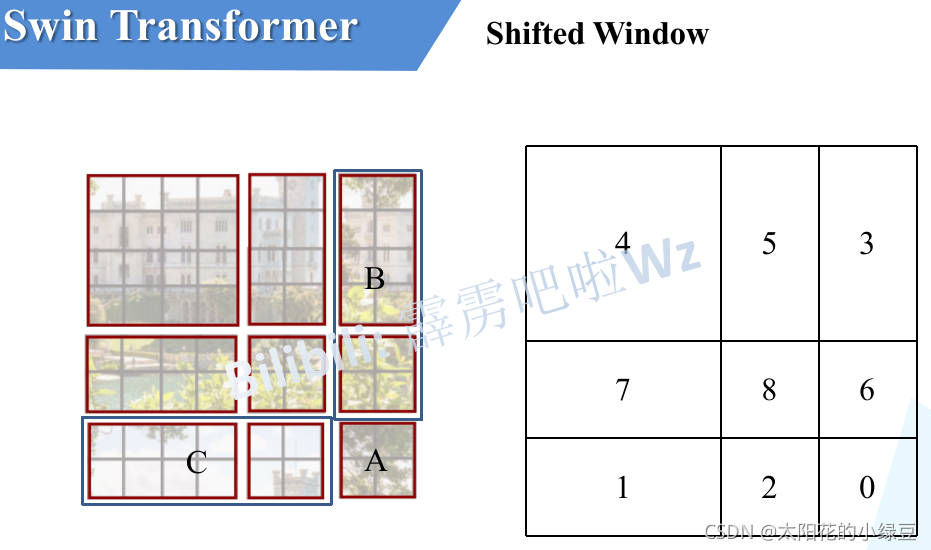 Swin Transformer
Shifted Window
B
C
A
4 5 3
7 8 6
1 2 0
Bilibili: 霹雳吧啦Wz
CSDN @太阳花的小绿豆